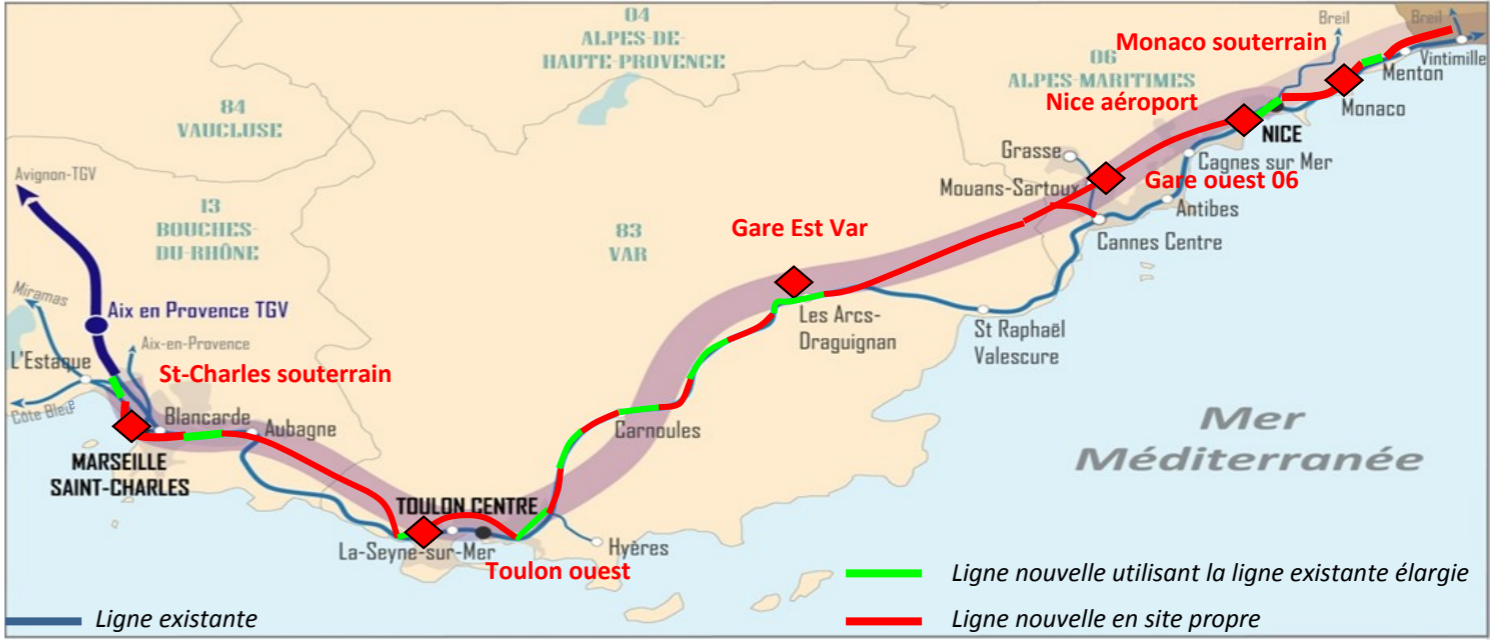 04
ALPES-DE-
HAUTE-PROVENCE
Breil
Breil
Monaco souterrain
06
ALPES-MARITIMES
Vintimille
Menton
84
VAUCLUSE
Nice aéroport
Monaco
NICE
Grasse
Cagnes sur Mer
Avignon-TGV
Mouans-Sartoux
Gare ouest 06
13
BOUCHES-
DU-RHÔNE
83
VAR
Gare Est Var
Antibes
Cannes Centre
Miramas
Aix en Provence TGV
Les Arcs-
Draguignan
St Raphaël
Valescure
Aix-en-Provence
L'Estaque
St-Charles souterrain
Côte Bleue
Blancarde
Aubagne
Carnoules
Mer
Méditerranée
MARSEILLE
SAINT-CHARLES
TOULON CENTRE
La-Seyne-sur-Mer
Hyères
Toulon ouest
Ligne nouvelle utilisant la ligne existante élargie
Ligne existante
Ligne nouvelle en site propre